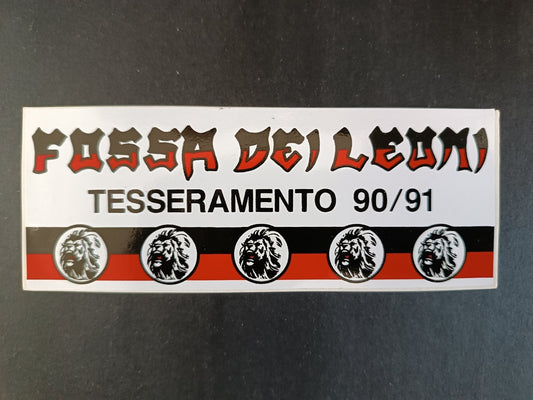 FOSSA DEI LEONI
TESSERAMENTO 90/91